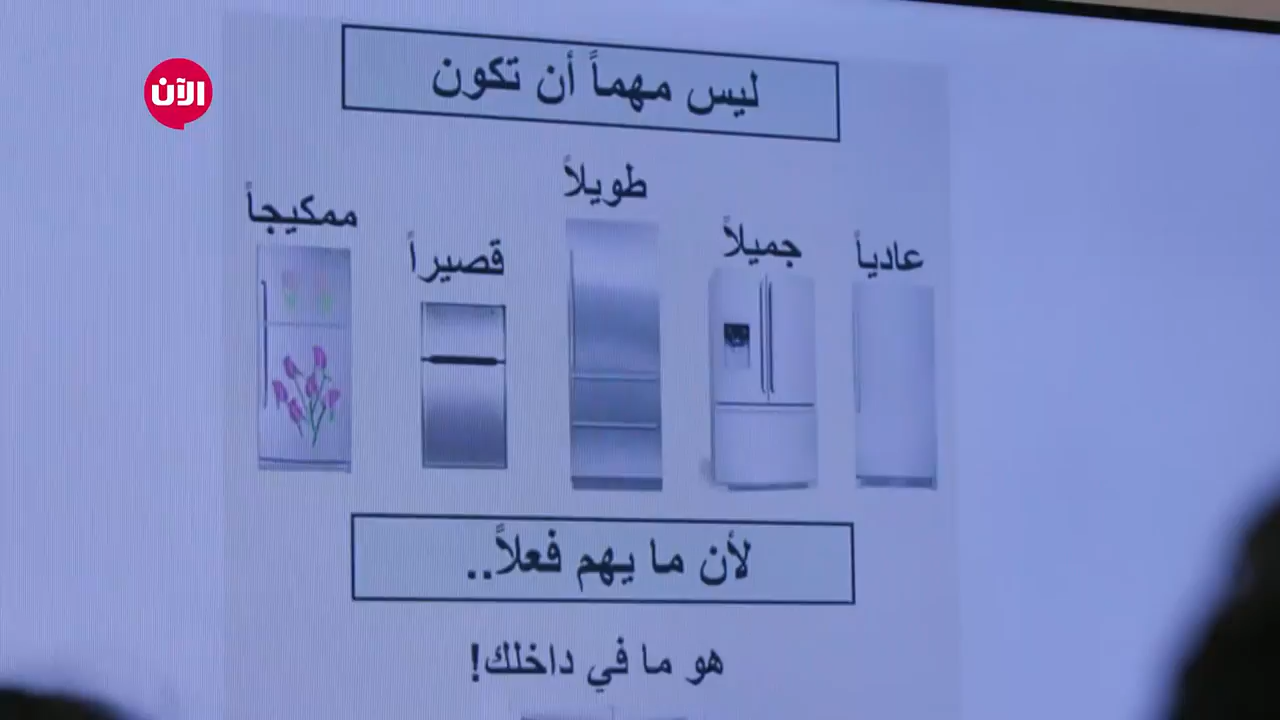 الآن
ليس مهماً أن تكون
عادياً
جميلاً
طويلاً
قصيراً
ممكيجاً
لأن ما يهم فعلاً..
هو ما في داخلك!